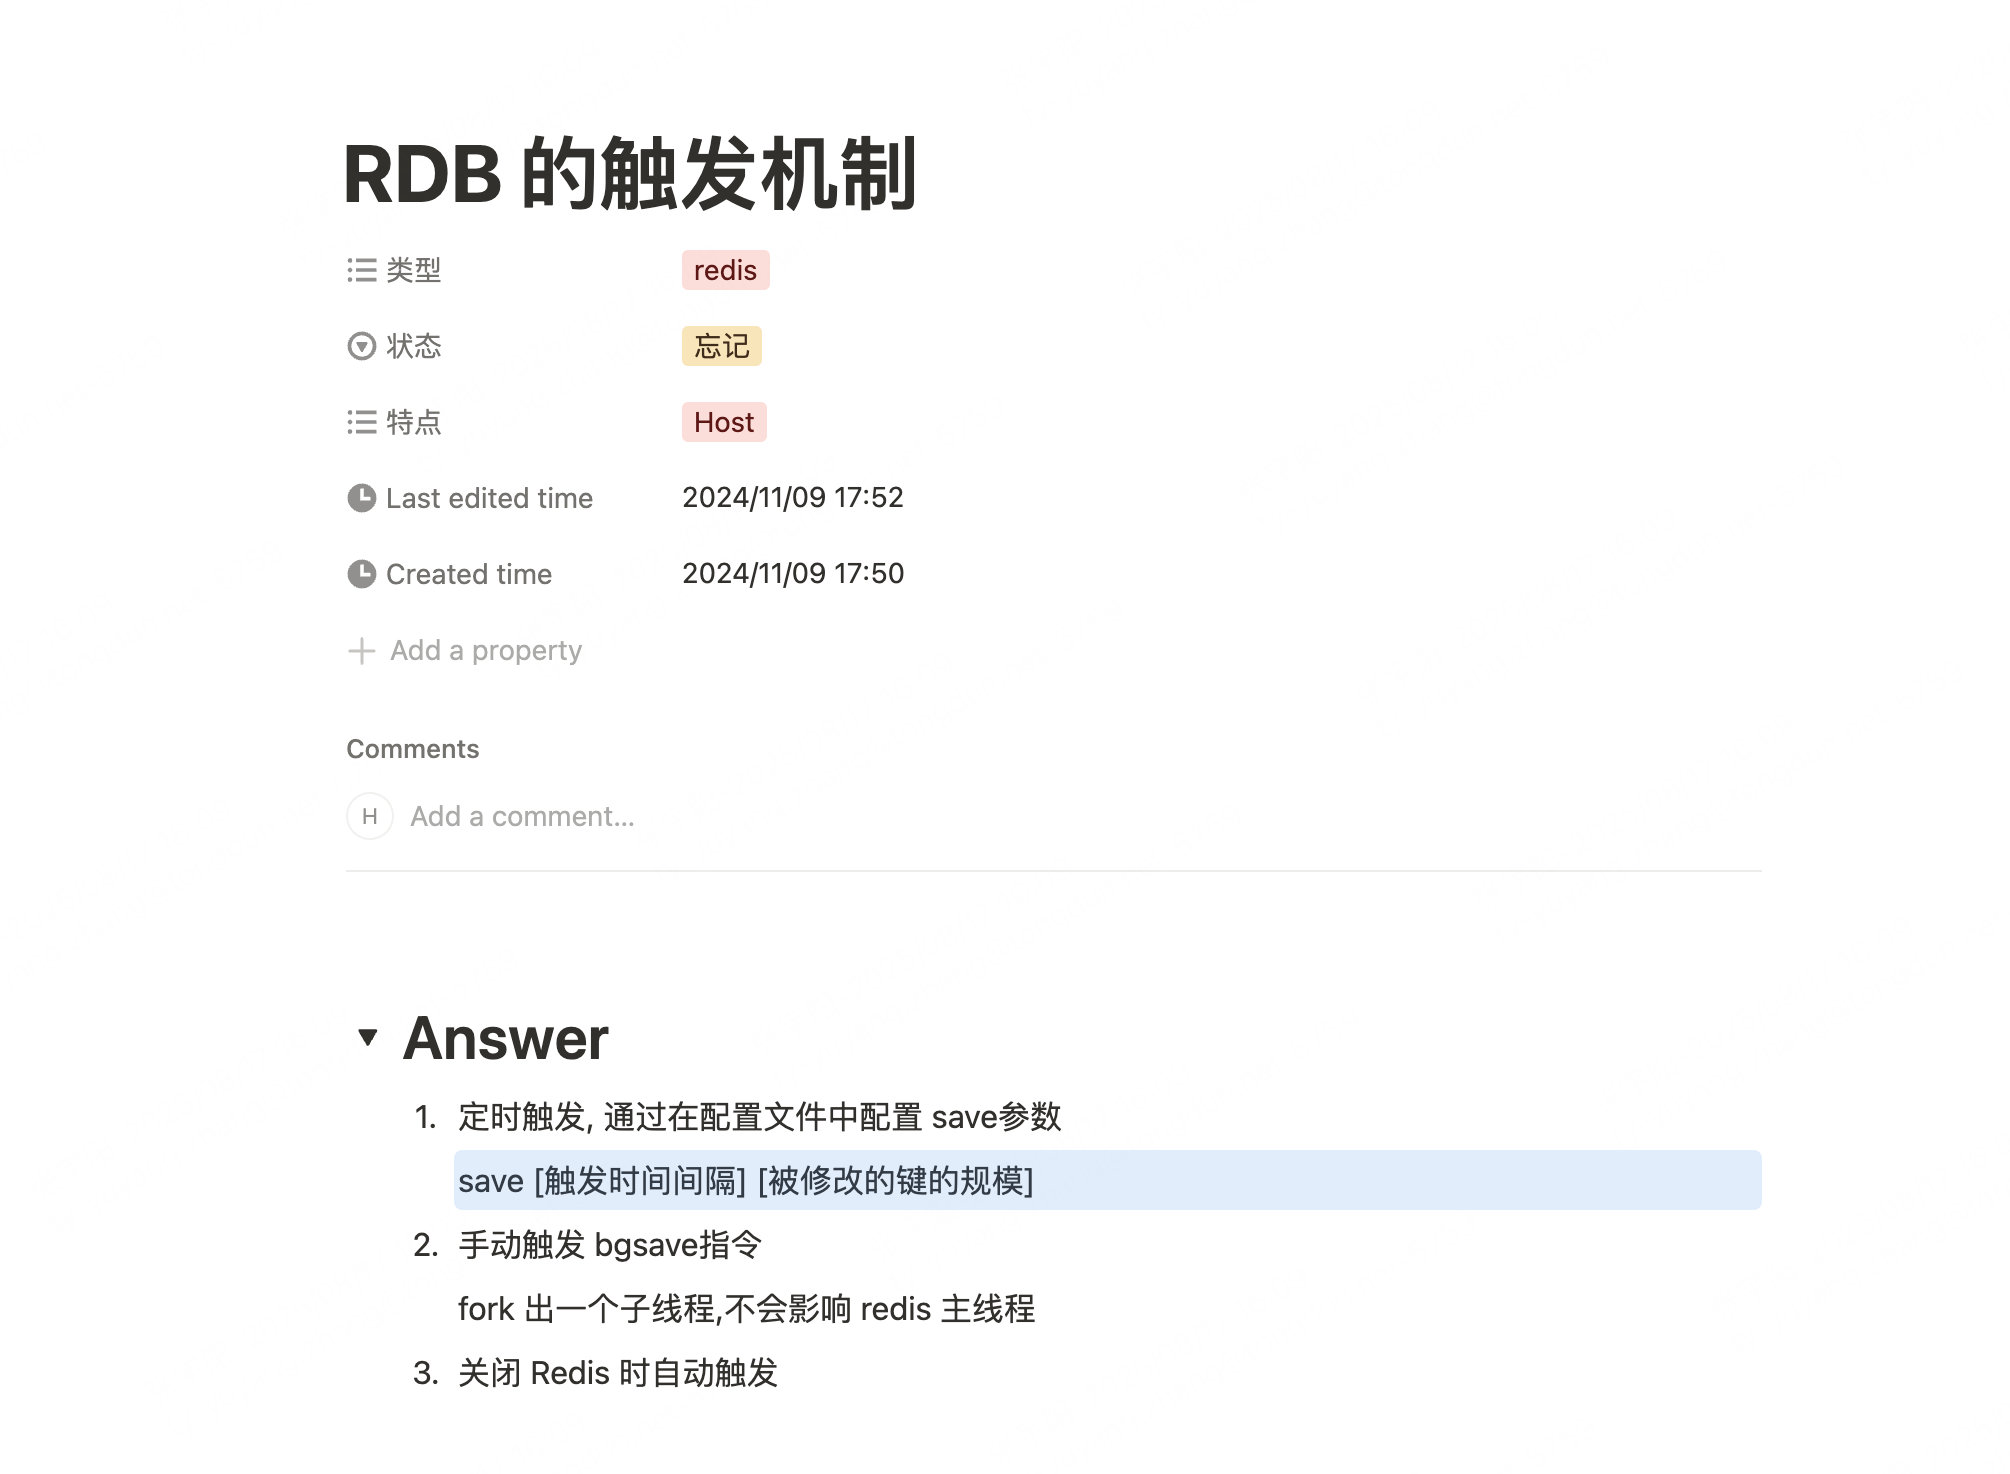 RDB 的触发机制
类型 redis
状态 忘记
特点 Host
Last edited time 2024/11/09 17:52
Created time 2024/11/09 17:50
Add a property
Comments
H Add a comment...
Answer
1. 定时触发, 通过在配置文件中配置 save参数
save [触发时间间隔] [被修改的键的规模]
2. 手动触发 bgsave指令
fork 出一个子线程,不会影响 redis 主线程
3. 关闭 Redis 时自动触发